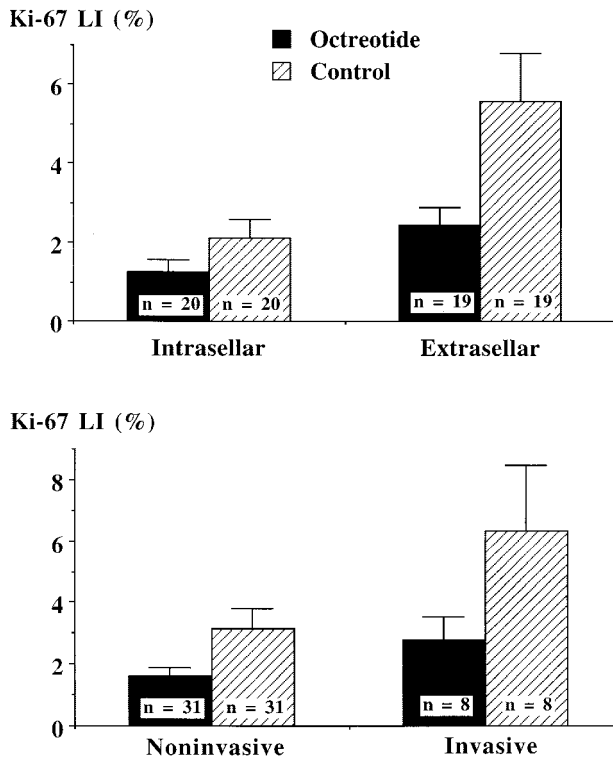 Ki-67 LI (%)
Octreotide
Control
6
4
2
0
n = 20 n = 20
n = 19 n = 19
Intrasellar Extrasellar
Ki-67 LI (%)
8
6
4
2
0
n = 31 n = 31
n = 8 n = 8
Noninvasive Invasive